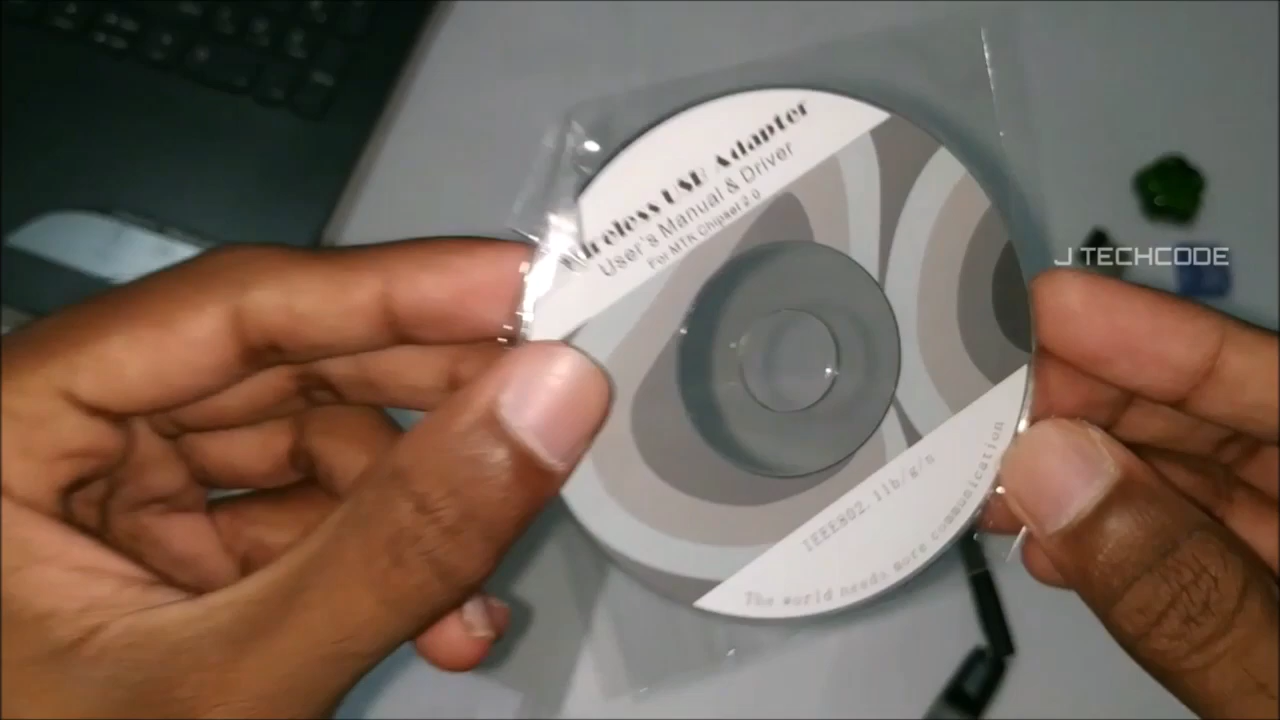 Wireless USB Adapter
User's Manual & Driver
For MTK Chipset 2.0
J TECHCODE
IEEE802.11b/g/n
The world needs more communication